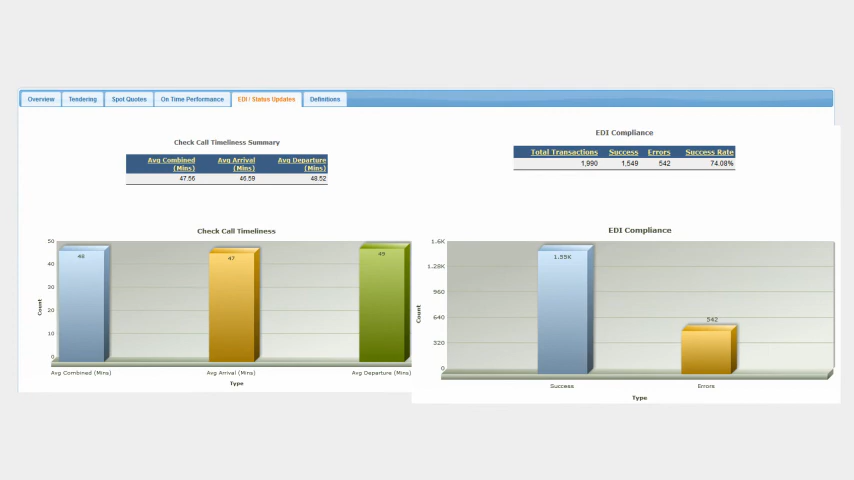 Overview Tendering Spot Quotes On Time Performance EDI / Status Updates Definitions
Check Call Timeliness Summary
Avg Combined (Mins) Avg Arrival (Mins) Avg Departure (Mins)
47.56 46.59 48.52
EDI Compliance
Total Transactions Success Errors Success Rate
1,990 1,549 542 74.08%
Check Call Timeliness
50
40
30
20
10
0
Count
48
47
49
Avg Combined (Mins) Avg Arrival (Mins) Avg Departure (Mins)
Type
EDI Compliance
1.6K
1.28K
960
640
320
0
Count
1.55K
542
Success Errors
Type